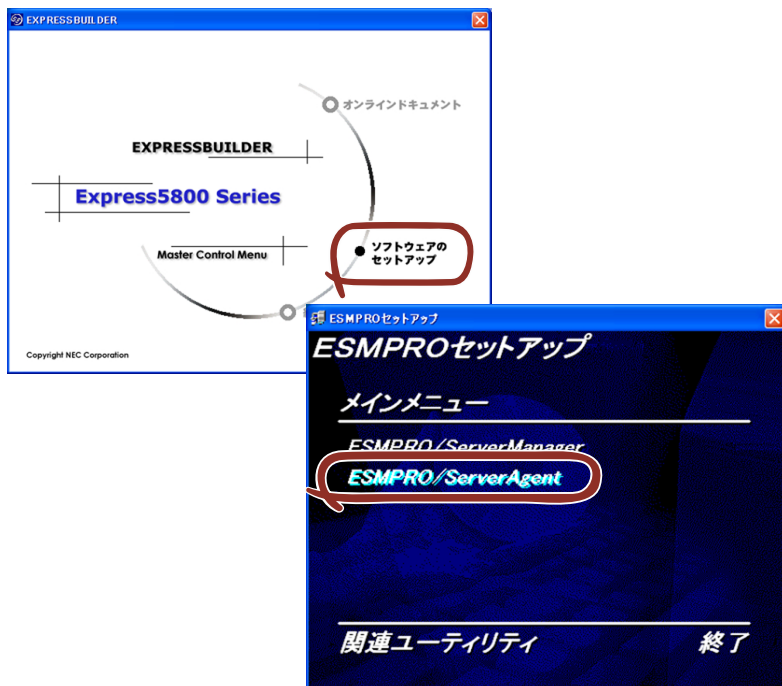 EXPRESSBUILDER
オンラインドキュメント
EXPRESSBUILDER
Express5800 Series
ソフトウェアの
セットアップ
Master Control Menu
Copyright NEC Corporation
ESMPROセットアップ
ESMPROセットアップ
メインメニュー
ESMPRO/ServerManager
ESMPRO/ServerAgent
関連ユーティリティ
終了